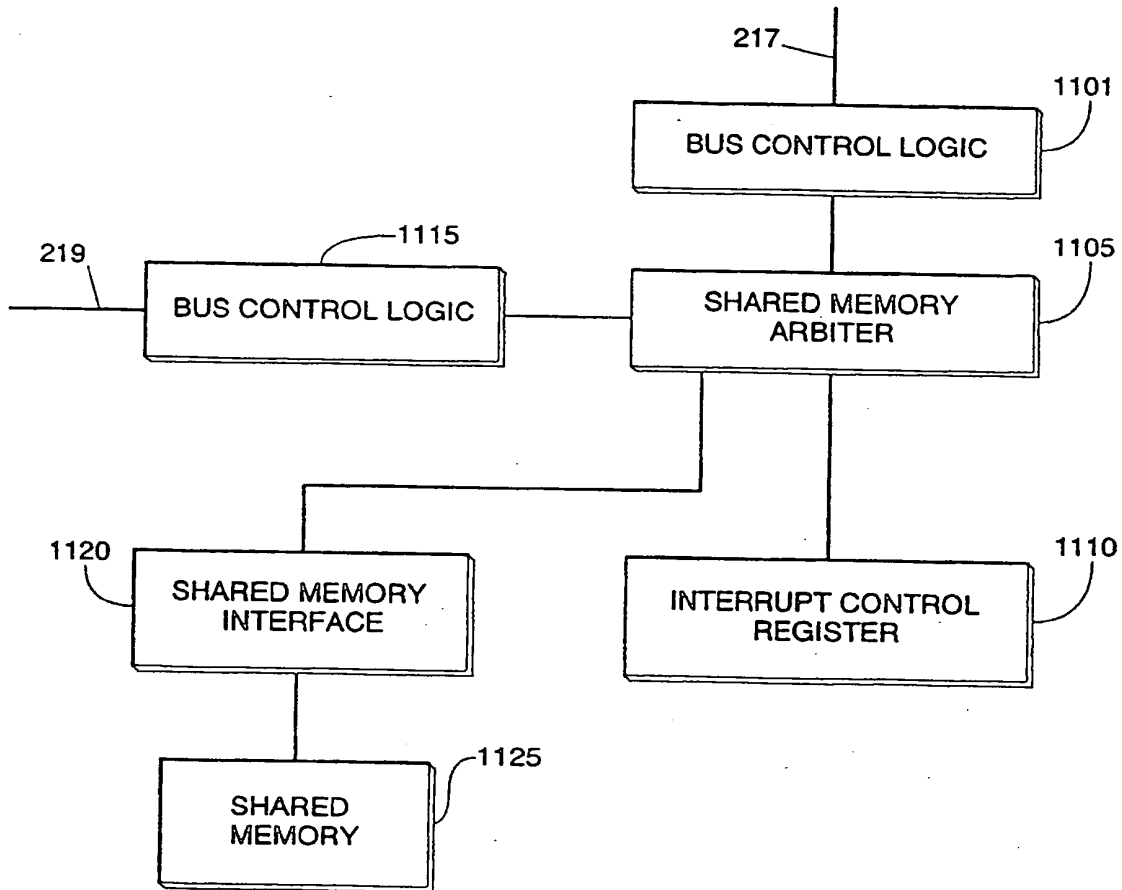 217
1101
BUS CONTROL LOGIC
1115
219
BUS CONTROL LOGIC
1105
SHARED MEMORY
ARBITER
1120
SHARED MEMORY
INTERFACE
1110
INTERRUPT CONTROL
REGISTER
1125
SHARED
MEMORY